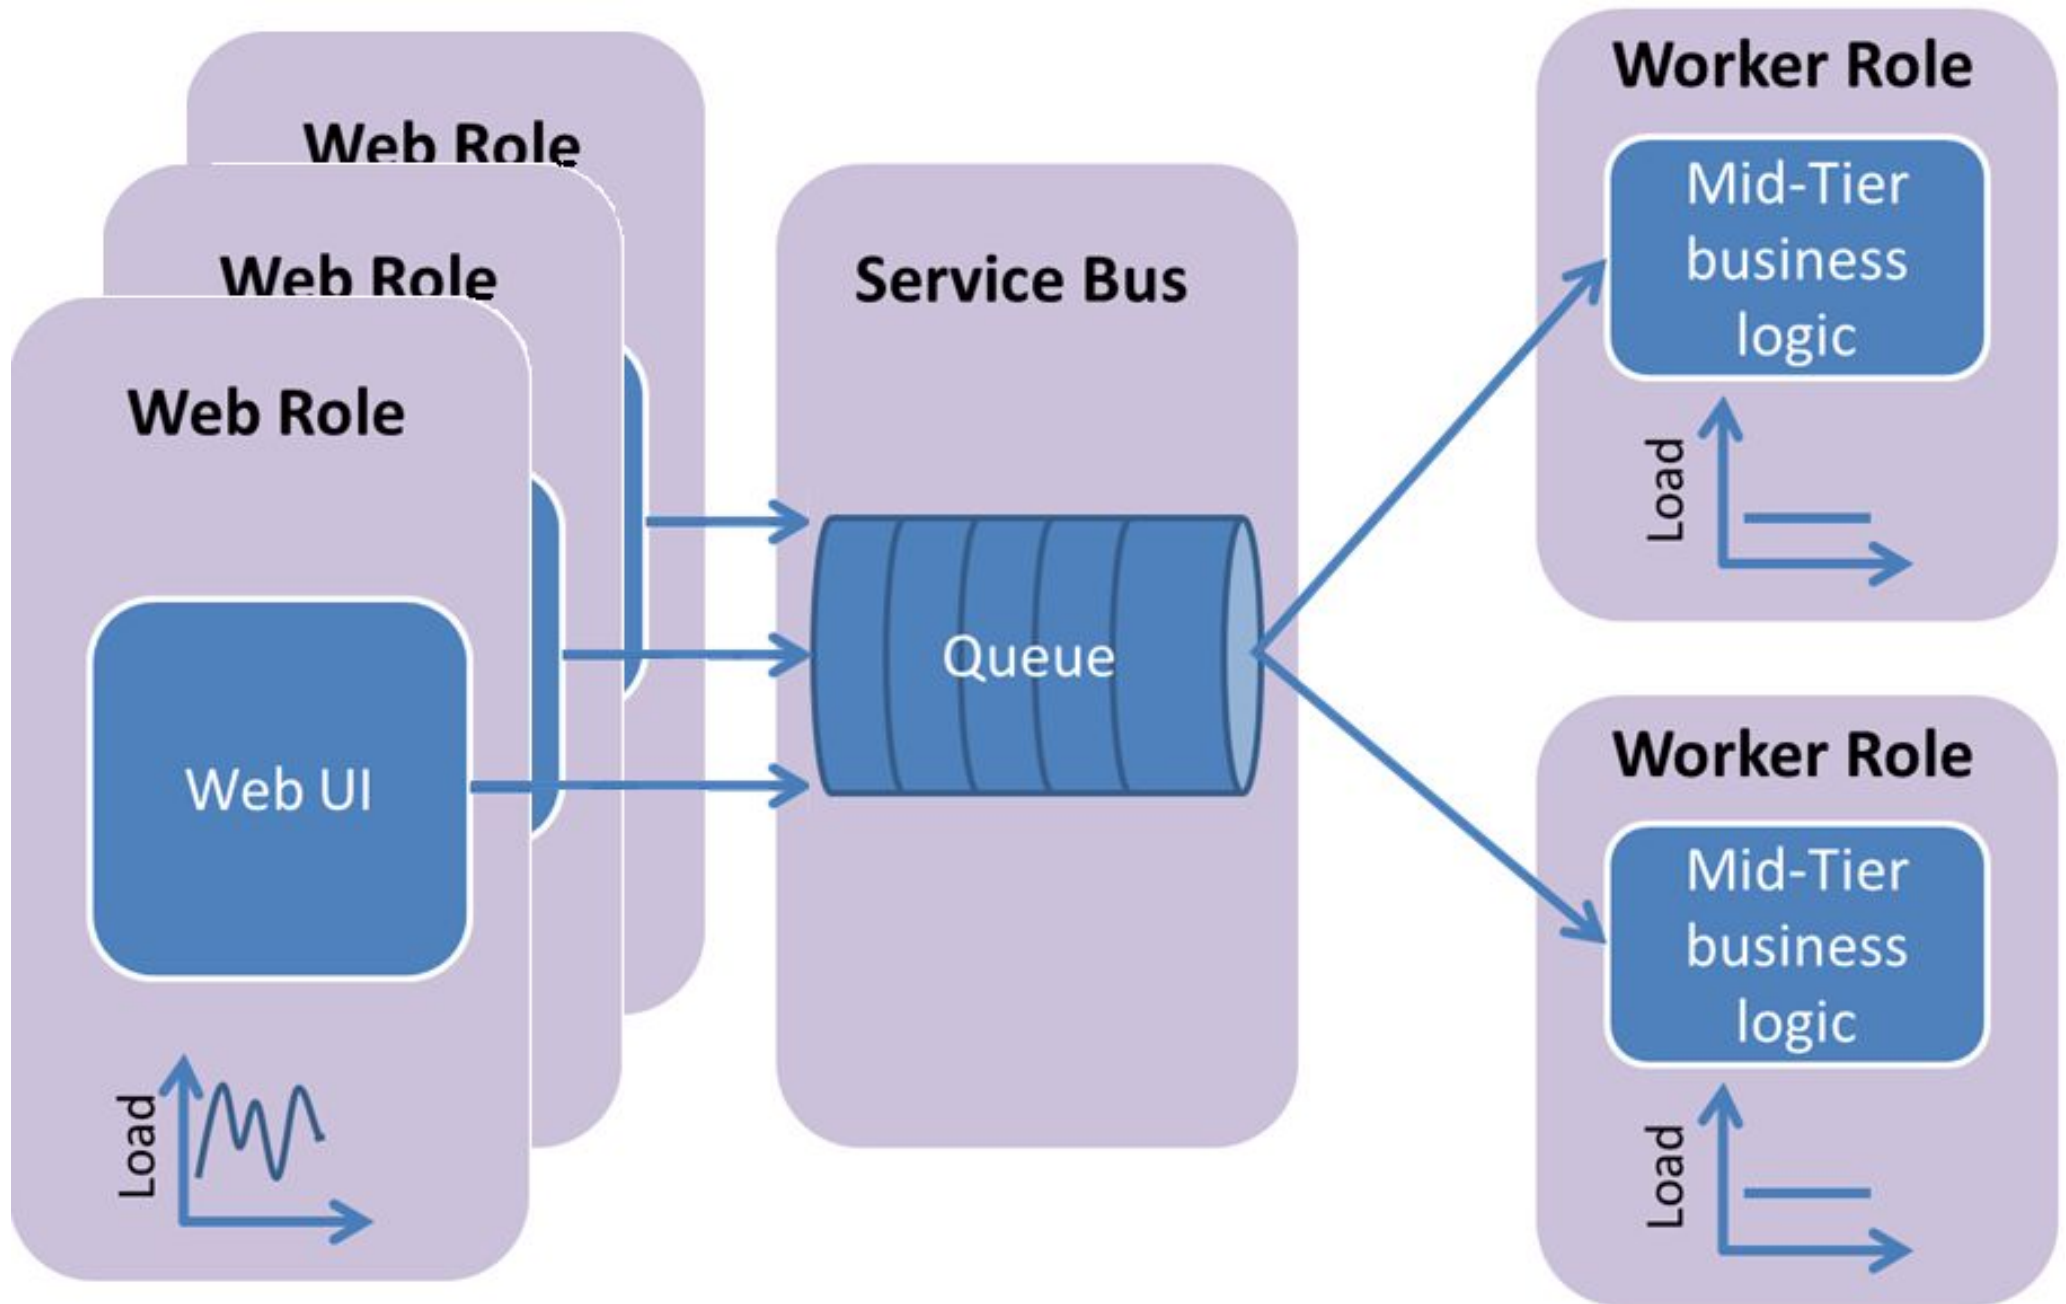 Web Role
Web Role
Web Role
Web UI
Load
Service Bus
Queue
Worker Role
Mid-Tier
business
logic
Load
Worker Role
Mid-Tier
business
logic
Load